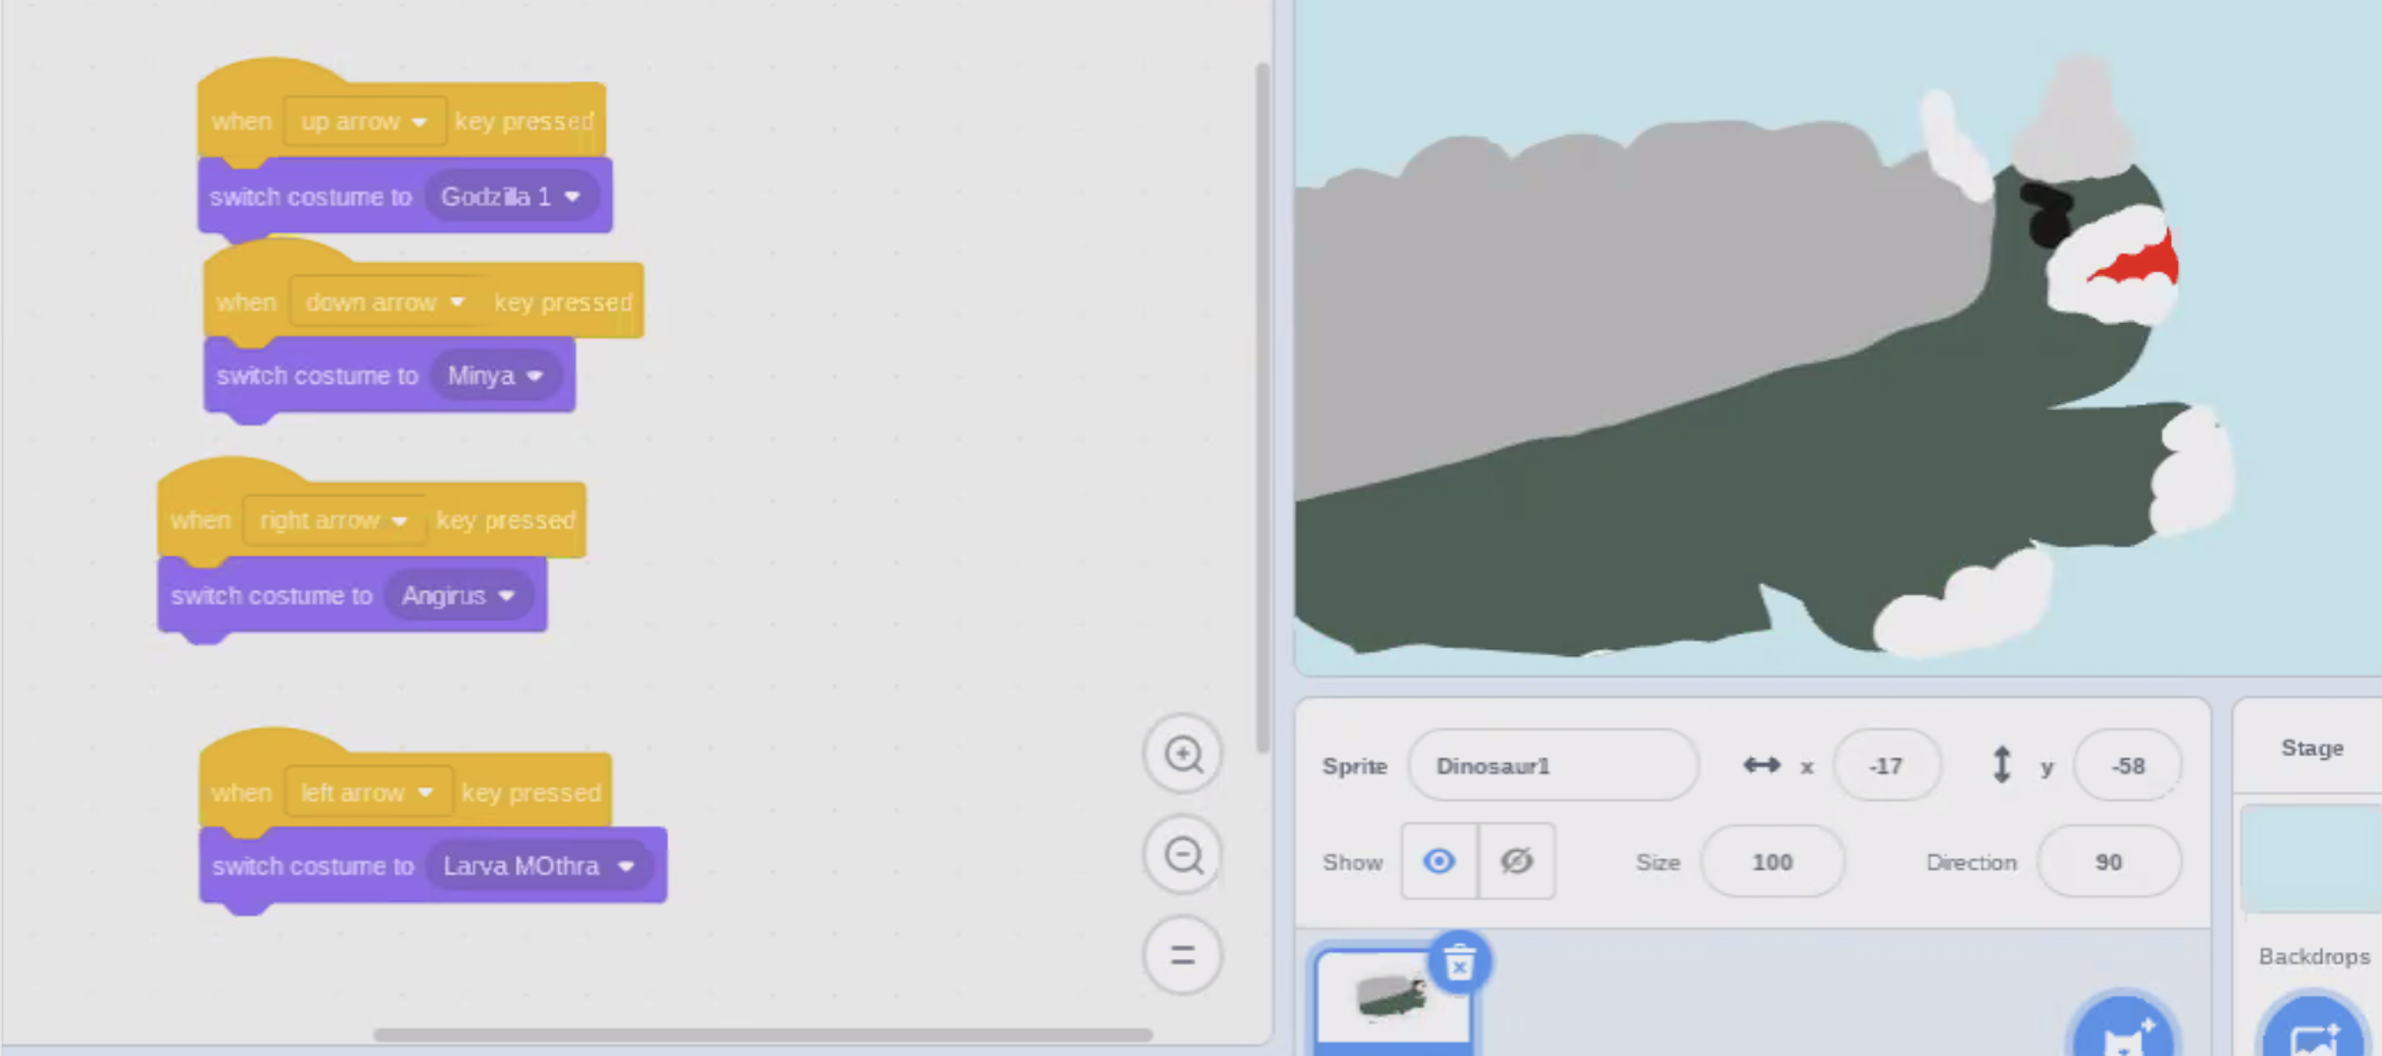 when up arrow key pressed
switch costume to Godzilla 1
when down arrow key pressed
switch costume to Minya
when right arrow key pressed
switch costume to Angirus
when left arrow key pressed
switch costume to Larva MOthra
Sprite Dinosaur1 x -17 y -58
Show Size 100 Direction 90
Stage
Backdrops